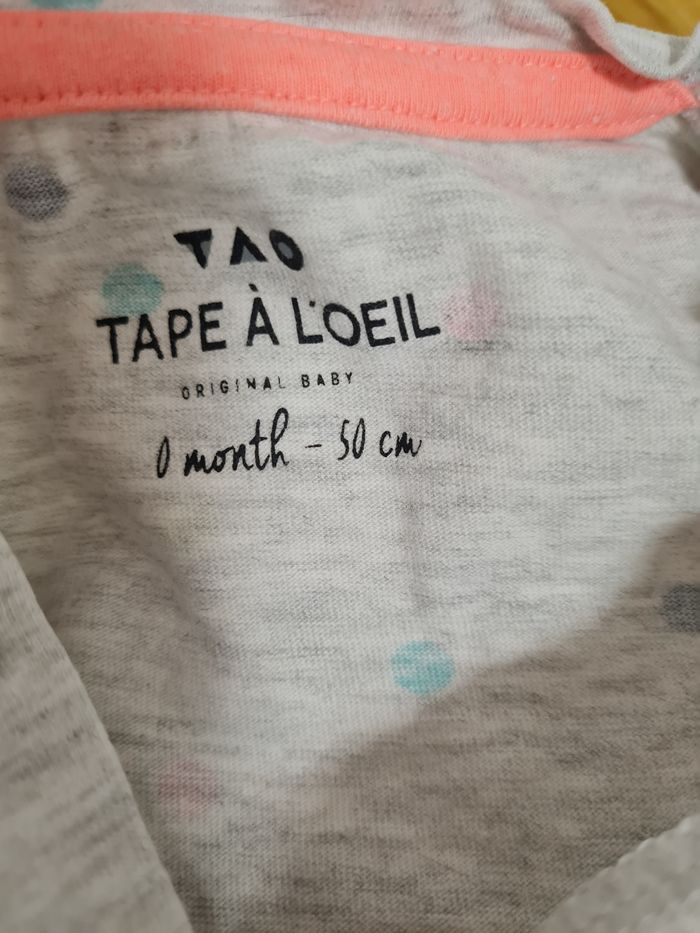 TAO
TAPE À L'OEIL
ORIGINAL BABY
0 month - 50 cm